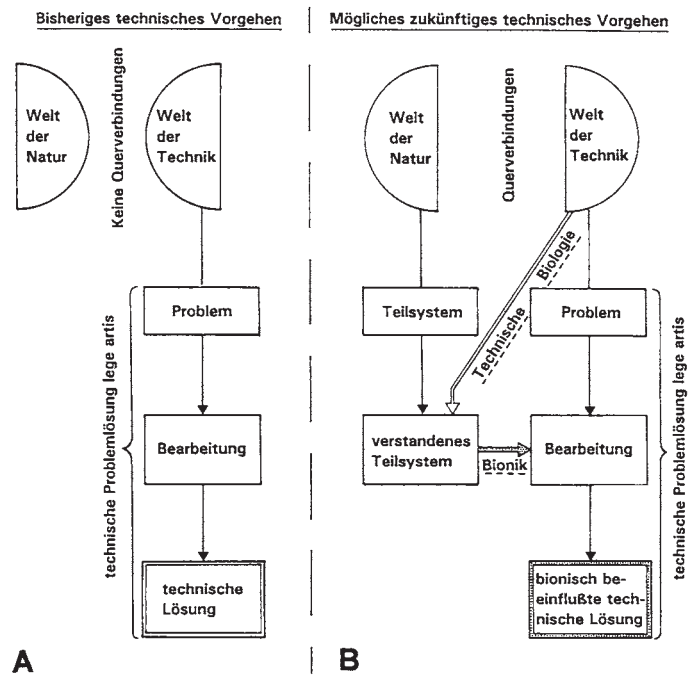 Bisheriges technisches Vorgehen
Welt
der
Natur
Keine Querverbindungen
Welt
der
Technik
technische Problemlösung lege artis
Problem
Bearbeitung
technische
Lösung
A
Mögliches zukünftiges technisches Vorgehen
Welt
der
Natur
Querverbindungen
Welt
der
Technik
Technische Biologie
Teilsystem
Problem
verstandenes
Teilsystem
Bionik
Bearbeitung
bionisch be-
einflußte tech-
nische Lösung
technische Problemlösung lege artis
B